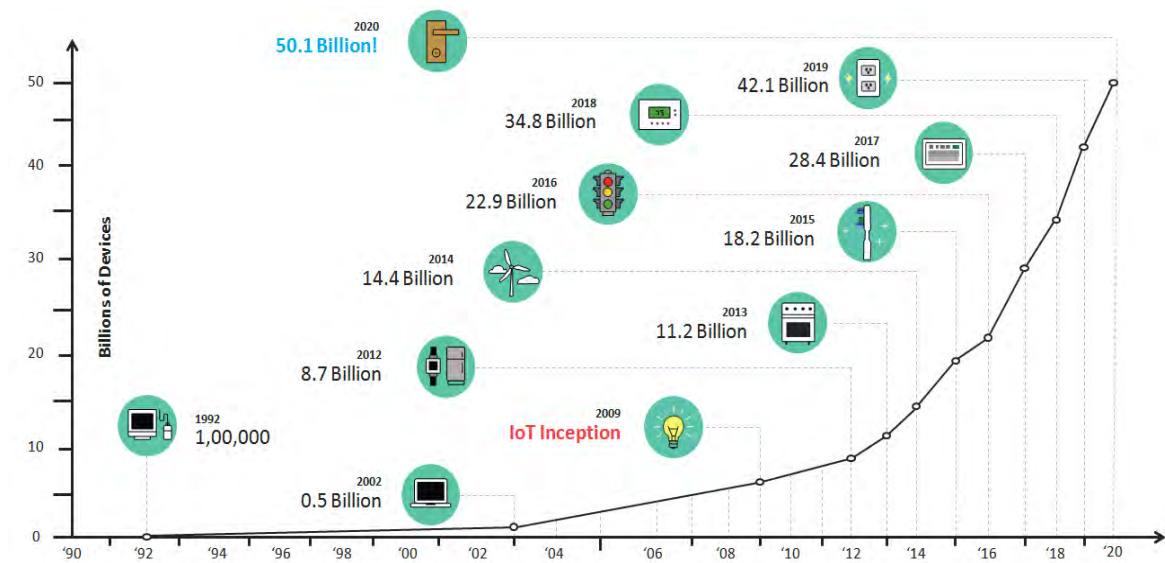 2020
50.1 Billion!
2019
42.1 Billion
2018
34.8 Billion
2017
28.4 Billion
2016
22.9 Billion
2015
18.2 Billion
2014
14.4 Billion
2013
11.2 Billion
2012
8.7 Billion
2009
IoT Inception
1992
1,00,000
2002
0.5 Billion
Billions of Devices
50
40
30
20
10
0
'90 '92 '94 '96 '98 '00 '02 '04 '06 '08 '10 '12 '14 '16 '18 '20